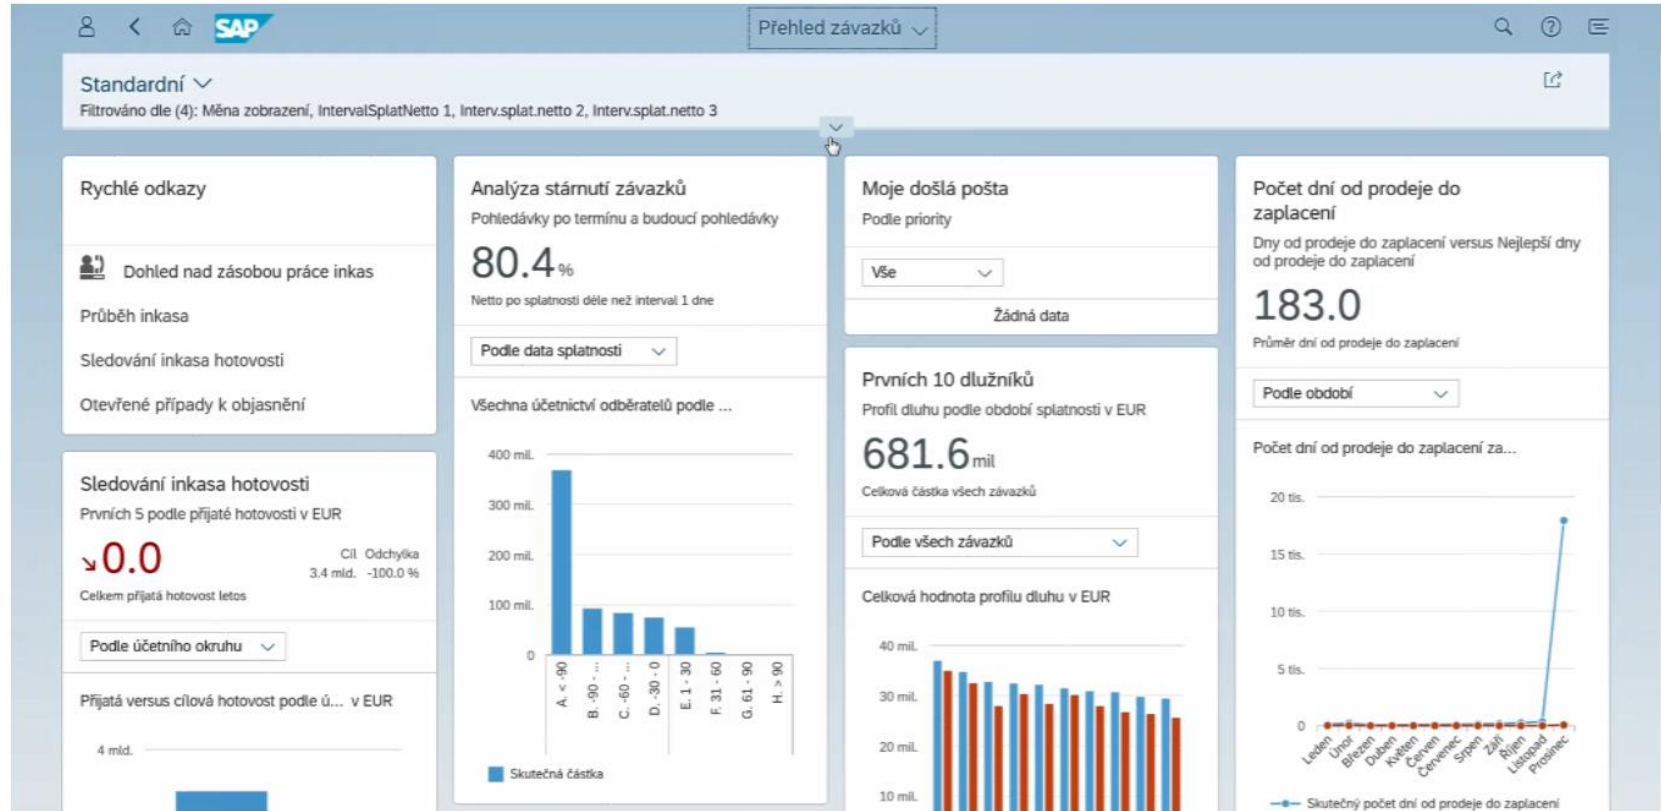 SAP
Přehled závazků
Standardní
Filtrováno dle (4): Měna zobrazení, IntervalSplatNetto 1, Interv.splat.netto 2, Interv.splat.netto 3
Rychlé odkazy
Dohled nad zásobou práce inkas
Průběh inkasa
Sledování inkasa hotovosti
Otevřené případy k objasnění
Sledování inkasa hotovosti
Prvních 5 podle přijaté hotovosti v EUR
0.0
Cíl Odchylka
3.4 mld. -100.0 %
Celkem přijatá hotovost letos
Podle účetního okruhu
Přijatá versus cílová hotovost podle ú... v EUR
4 mld.
Analýza stárnutí závazků
Pohledávky po termínu a budoucí pohledávky
80.4 %
Netto po splatnosti déle než interval 1 dne
Podle data splatnosti
Všechna účetnictví odběratelů podle ...
400 mil.
300 mil.
200 mil.
100 mil.
0
A. < -90
B. -90 - ...
C. -60 - ...
D. -30 - 0
E. 1 - 30
F. 31 - 60
G. 61 - 90
H. > 90
Skutečná částka
Moje došlá pošta
Podle priority
Vše
Žádná data
Prvních 10 dlužníků
Profil dluhu podle období splatnosti v EUR
681.6 mil
Celková částka všech závazků
Podle všech závazků
Celková hodnota profilu dluhu v EUR
40 mil.
30 mil.
20 mil.
10 mil.
Počet dní od prodeje do
zaplacení
Dny od prodeje do zaplacení versus Nejlepší dny
od prodeje do zaplacení
183.0
Průměr dní od prodeje do zaplacení
Podle období
Počet dní od prodeje do zaplacení za...
20 tis.
15 tis.
10 tis.
5 tis.
0
Leden
Únor
Březen
Duben
Květen
Červen
Červenec
Srpen
Září
Říjen
Listopad
Prosinec
Skutečný počet dní od prodeje do zaplacení